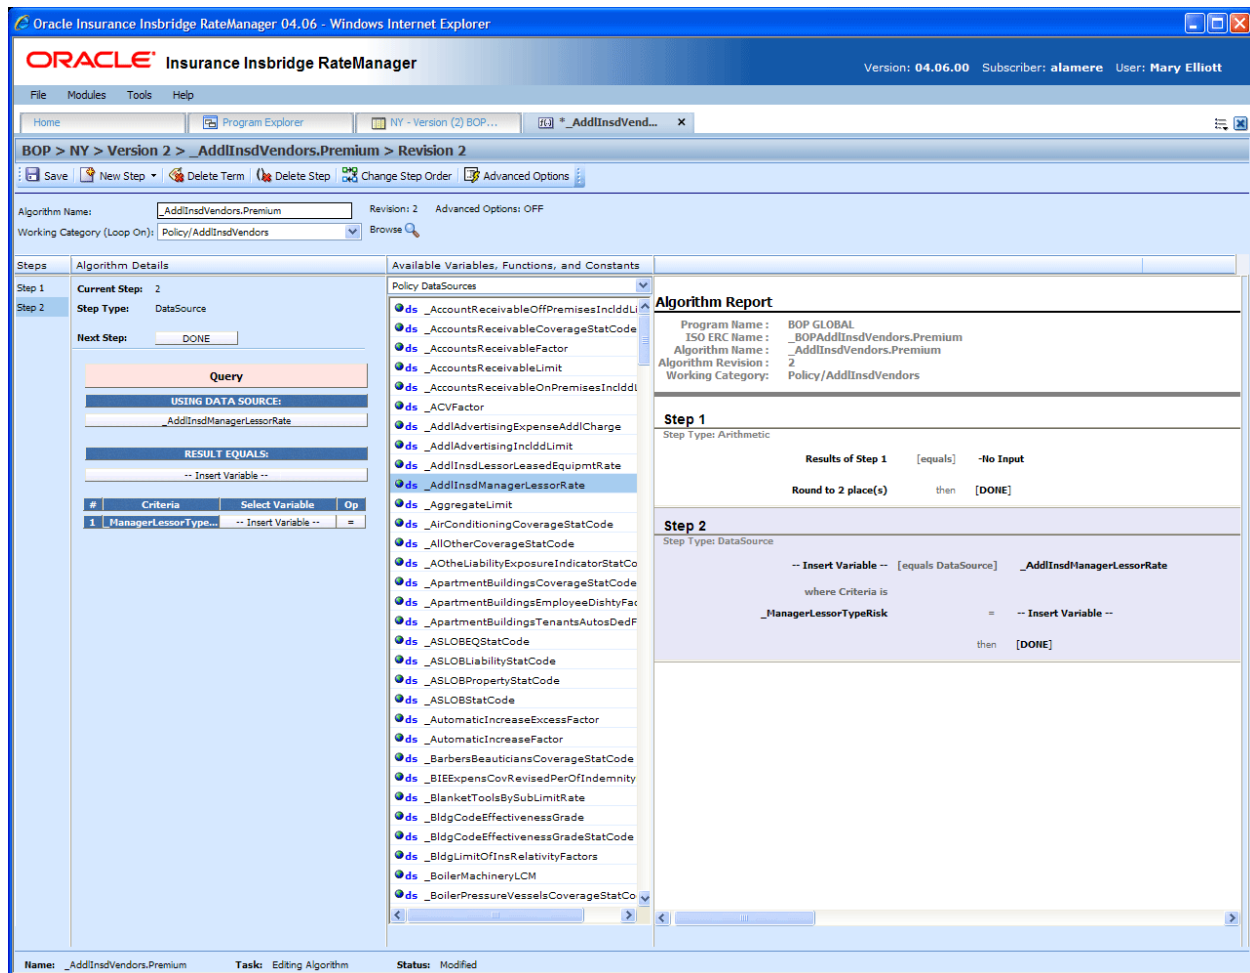 Oracle Insurance Insbridge RateManager 04.06 - Windows Internet Explorer
ORACLE Insurance Insbridge RateManager
Version: 04.06.00 Subscriber: alamere User: Mary Elliott
File Modules Tools Help
Home Program Explorer NY - Version (2) BOP... f(x) *_AddlInsdVend... x
BOP > NY > Version 2 > _AddlInsdVendors.Premium > Revision 2
Save New Step Delete Term Delete Step Change Step Order Advanced Options
Algorithm Name: _AddlInsdVendors.Premium Revision: 2 Advanced Options: OFF
Working Category (Loop On): Policy/AddlInsdVendors Browse
Steps
Step 1
Step 2
Algorithm Details
Current Step: 2
Step Type: DataSource
Next Step: DONE
Query
USING DATA SOURCE:
_AddlInsdManagerLessorRate
RESULT EQUALS:
-- Insert Variable --
# Criteria Select Variable Op
1 _ManagerLessorType... -- Insert Variable -- =
Available Variables, Functions, and Constants
Policy DataSources
ds _AccountReceivableOffPremisesInclddLi
ds _AccountsReceivableCoverageStatCode
ds _AccountsReceivableFactor
ds _AccountsReceivableLimit
ds _AccountsReceivableOnPremisesInclddL
ds _ACVFactor
ds _AddlAdvertisingExpenseAddlCharge
ds _AddlAdvertisingInclddLimit
ds _AddlInsdLessorLeasedEquipmtRate
ds _AddlInsdManagerLessorRate
ds _AggregateLimit
ds _AirConditioningCoverageStatCode
ds _AllOtherCoverageStatCode
ds _AOtheLiabilityExposureIndicatorStatCo
ds _ApartmentBuildingsCoverageStatCode
ds _ApartmentBuildingsEmployeeDishtyFac
ds _ApartmentBuildingsTenantsAutosDedF
ds _ASLOBEQStatCode
ds _ASLOBLiabilityStatCode
ds _ASLOBPropertyStatCode
ds _ASLOBStatCode
ds _AutomaticIncreaseExcessFactor
ds _AutomaticIncreaseFactor
ds _BarbersBeauticiansCoverageStatCode
ds _BIEExpensCovRevisedPerOfIndemnity
ds _BlanketToolsBySubLimitRate
ds _BldgCodeEffectivenessGrade
ds _BldgCodeEffectivenessGradeStatCode
ds _BldgLimitOfInsRelativityFactors
ds _BoilerMachineryLCM
ds _BoilerPressureVesselsCoverageStatCo
Algorithm Report
Program Name : BOP GLOBAL
ISO ERC Name : _BOPAddlInsdVendors.Premium
Algorithm Name : _AddlInsdVendors.Premium
Algorithm Revision : 2
Working Category: Policy/AddlInsdVendors
Step 1
Step Type: Arithmetic
Results of Step 1 [equals] -No Input
Round to 2 place(s) then [DONE]
Step 2
Step Type: DataSource
-- Insert Variable -- [equals DataSource] _AddlInsdManagerLessorRate
where Criteria is
_ManagerLessorTypeRisk = -- Insert Variable --
then [DONE]
Name: _AddlInsdVendors.Premium Task: Editing Algorithm Status: Modified